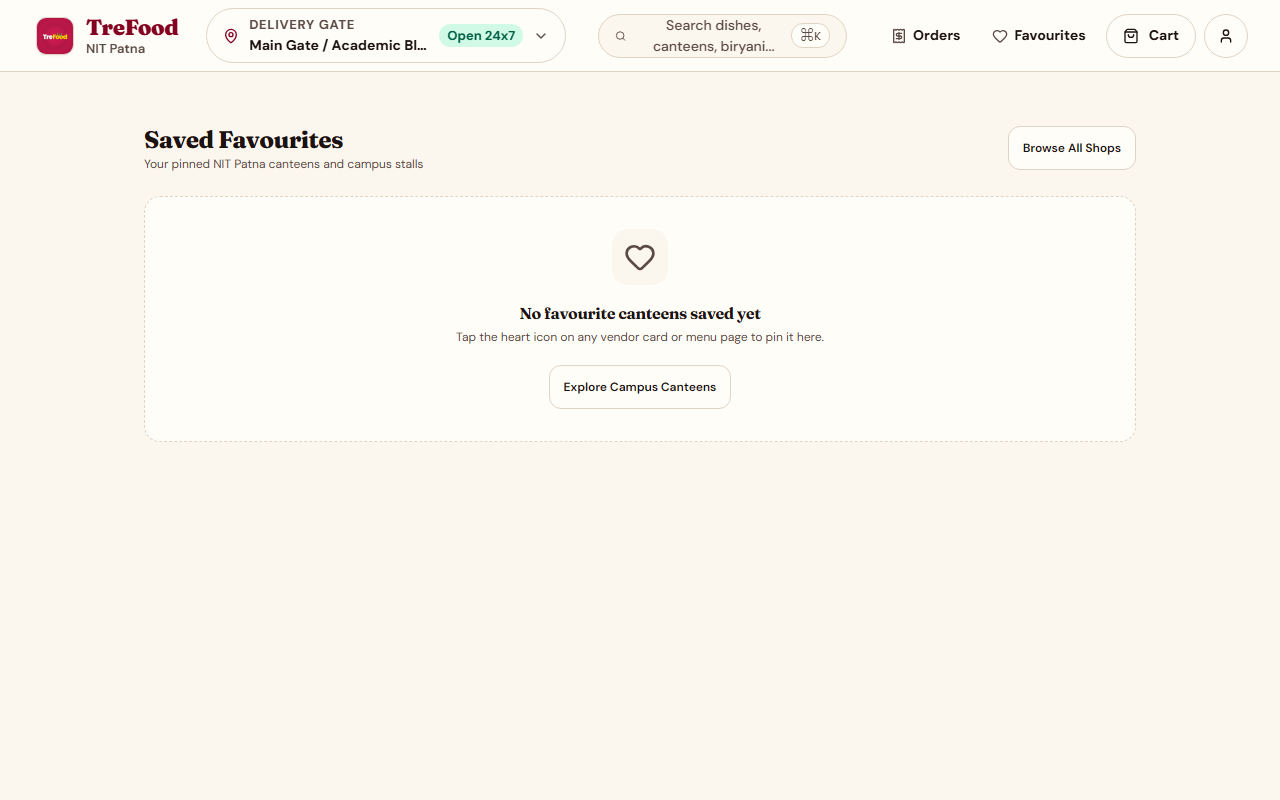 TreFood
TreFood
NIT Patna
DELIVERY GATE
Main Gate / Academic Bl...
Open 24x7
Search dishes,
canteens, biryani...
⌘K
Orders
Favourites
Cart
Saved Favourites
Your pinned NIT Patna canteens and campus stalls
Browse All Shops
No favourite canteens saved yet
Tap the heart icon on any vendor card or menu page to pin it here.
Explore Campus Canteens